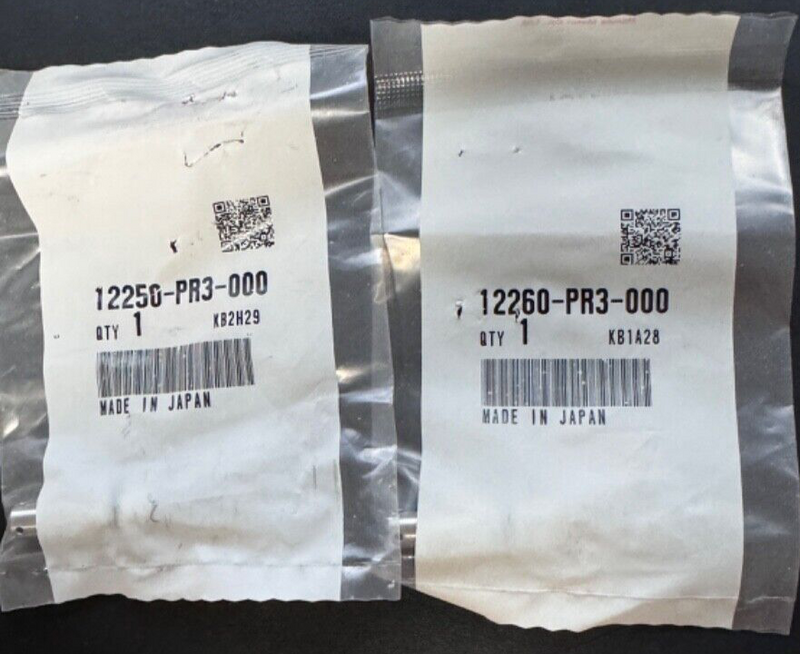 12250-PR3-000
QTY 1 KB2H29
MADE IN JAPAN
12260-PR3-000
QTY 1 KB1A28
MADE IN JAPAN